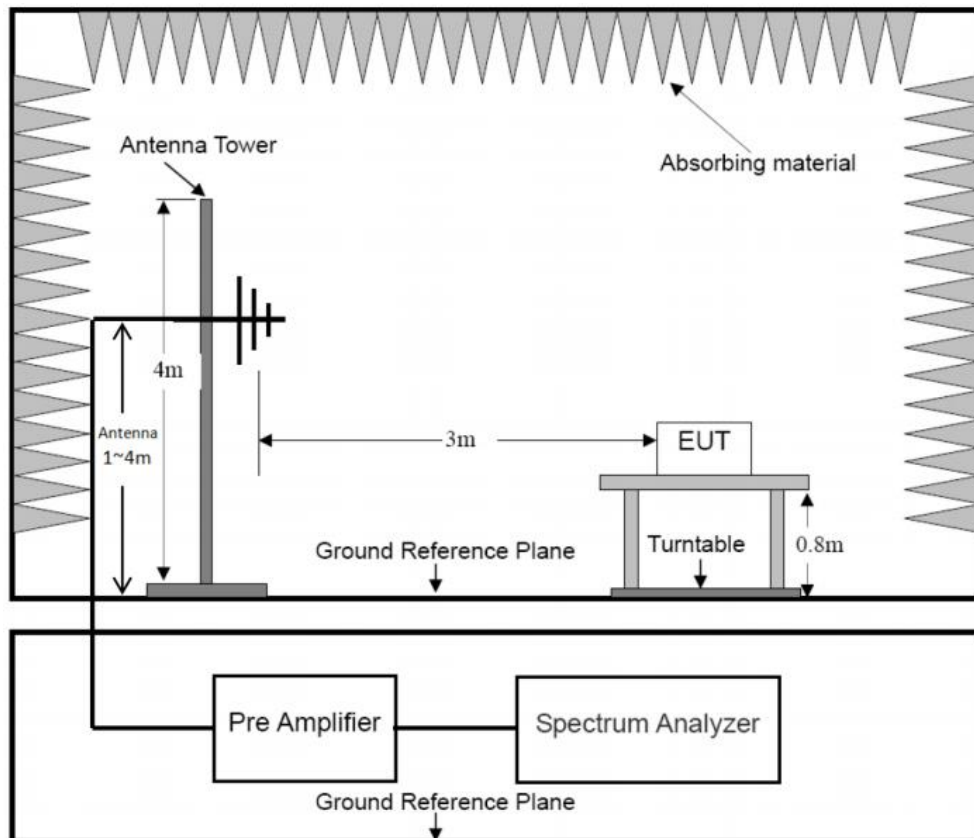 Antenna Tower
Absorbing material
4m
Antenna
1~4m
3m
EUT
Ground Reference Plane
Turntable
0.8m
Pre Amplifier
Spectrum Analyzer
Ground Reference Plane